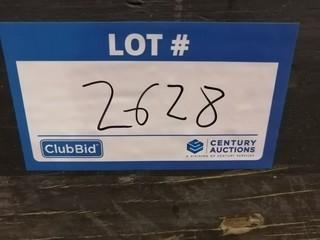 LOT #
2628
ClubBid
CENTURY
AUCTIONS
A DIVISION OF CENTURY SERVICES